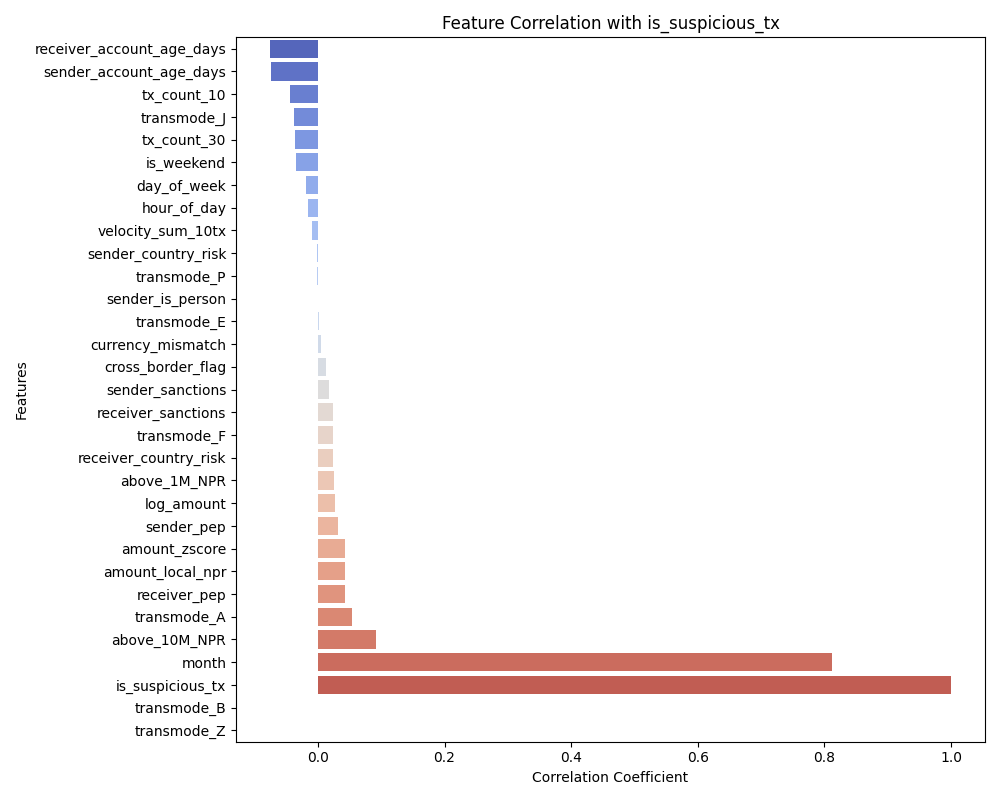 Feature Correlation with is_suspicious_tx
receiver_account_age_days
sender_account_age_days
tx_count_10
transmode_J
tx_count_30
is_weekend
day_of_week
hour_of_day
velocity_sum_10tx
sender_country_risk
transmode_P
sender_is_person
transmode_E
currency_mismatch
cross_border_flag
sender_sanctions
receiver_sanctions
transmode_F
receiver_country_risk
above_1M_NPR
log_amount
sender_pep
amount_zscore
amount_local_npr
receiver_pep
transmode_A
above_10M_NPR
month
is_suspicious_tx
transmode_B
transmode_Z
Features
0.0 0.2 0.4 0.6 0.8 1.0
Correlation Coefficient